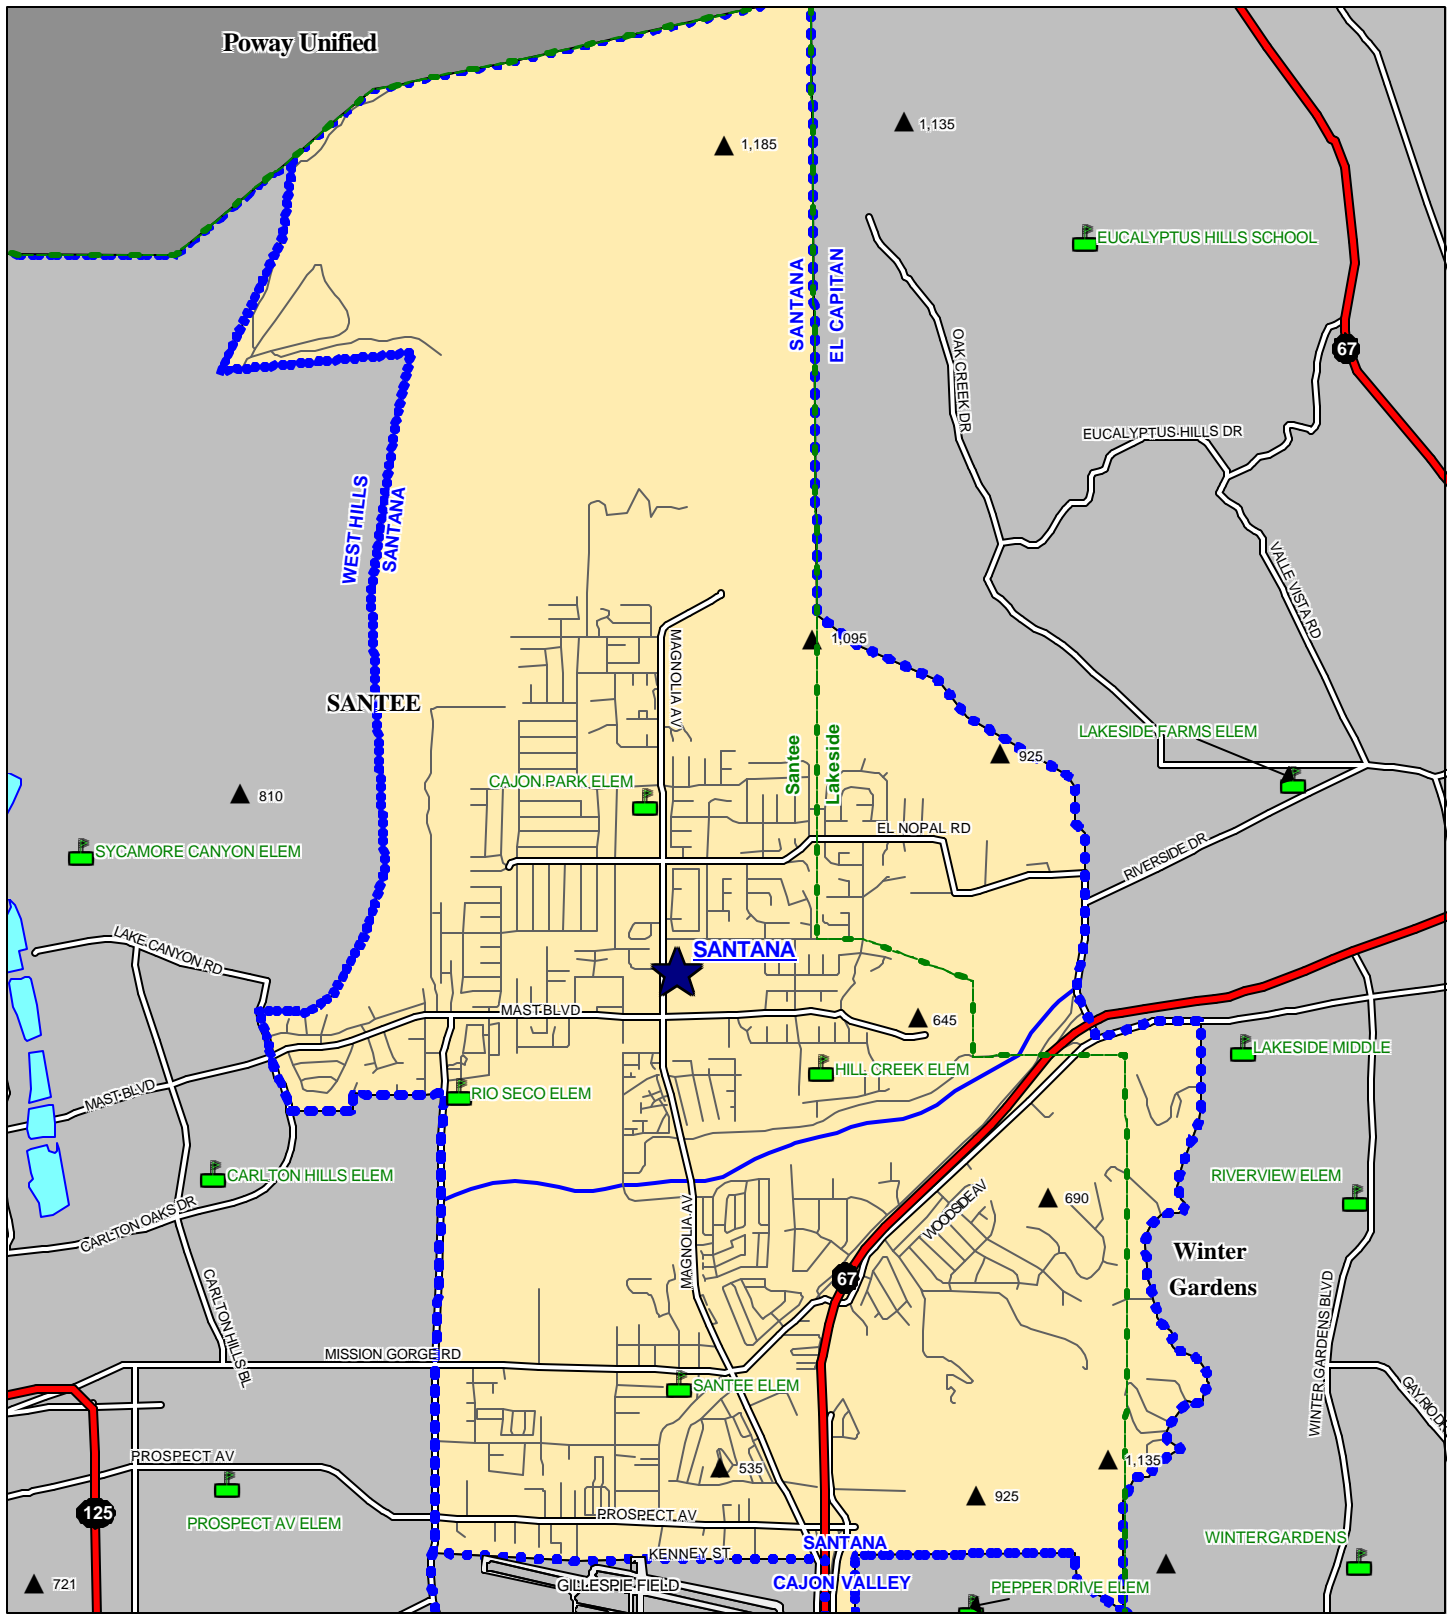 Poway Unified
1,185
1,135
EUCALYPTUS HILLS SCHOOL
SANTANA
EL CAPITAN
67
OAK CREEK DR
EUCALYPTUS HILLS DR
WEST HILLS
SANTANA
VALLE VISTA RD
MAGNOLIA AV
1,095
SANTEE
LAKESIDE FARMS ELEM
Santee
Lakeside
925
CAJON PARK ELEM
810
EL NOPAL RD
SYCAMORE CANYON ELEM
RIVERSIDE DR
LAKE CANYON RD
SANTANA
MAST BLVD
645
LAKESIDE MIDDLE
HILL CREEK ELEM
MAST BLVD
RIO SECO ELEM
CARLTON HILLS ELEM
RIVERVIEW ELEM
690
WOODSIDE AV
CARLTON OAKS DR
MAGNOLIA AV
Winter
Gardens
67
CARLTON HILLS BL
WINTER GARDENS BLVD
MISSION GORGE RD
SANTEE ELEM
GAY RIO DR
PROSPECT AV
535
1,135
925
125
PROSPECT AV ELEM
PROSPECT AV
WINTERGARDENS
SANTANA
KENNEY ST
CAJON VALLEY
GILLESPIE FIELD
PEPPER DRIVE ELEM
721